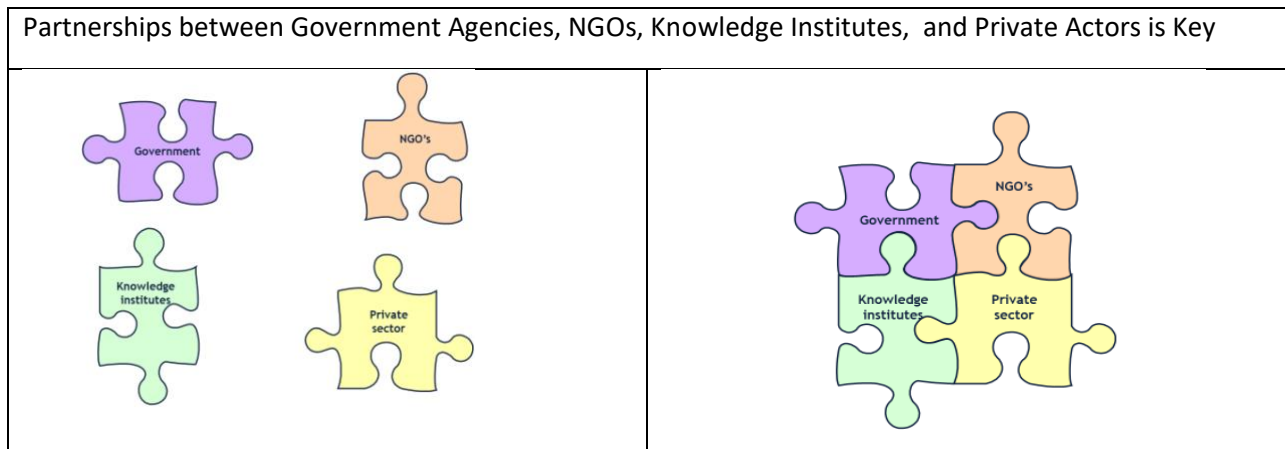 Partnerships between Government Agencies, NGOs, Knowledge Institutes,  and Private Actors is Key
Government
NGO's
Knowledge
institutes
Private
sector
NGO's
Government
Knowledge
institutes
Private
sector